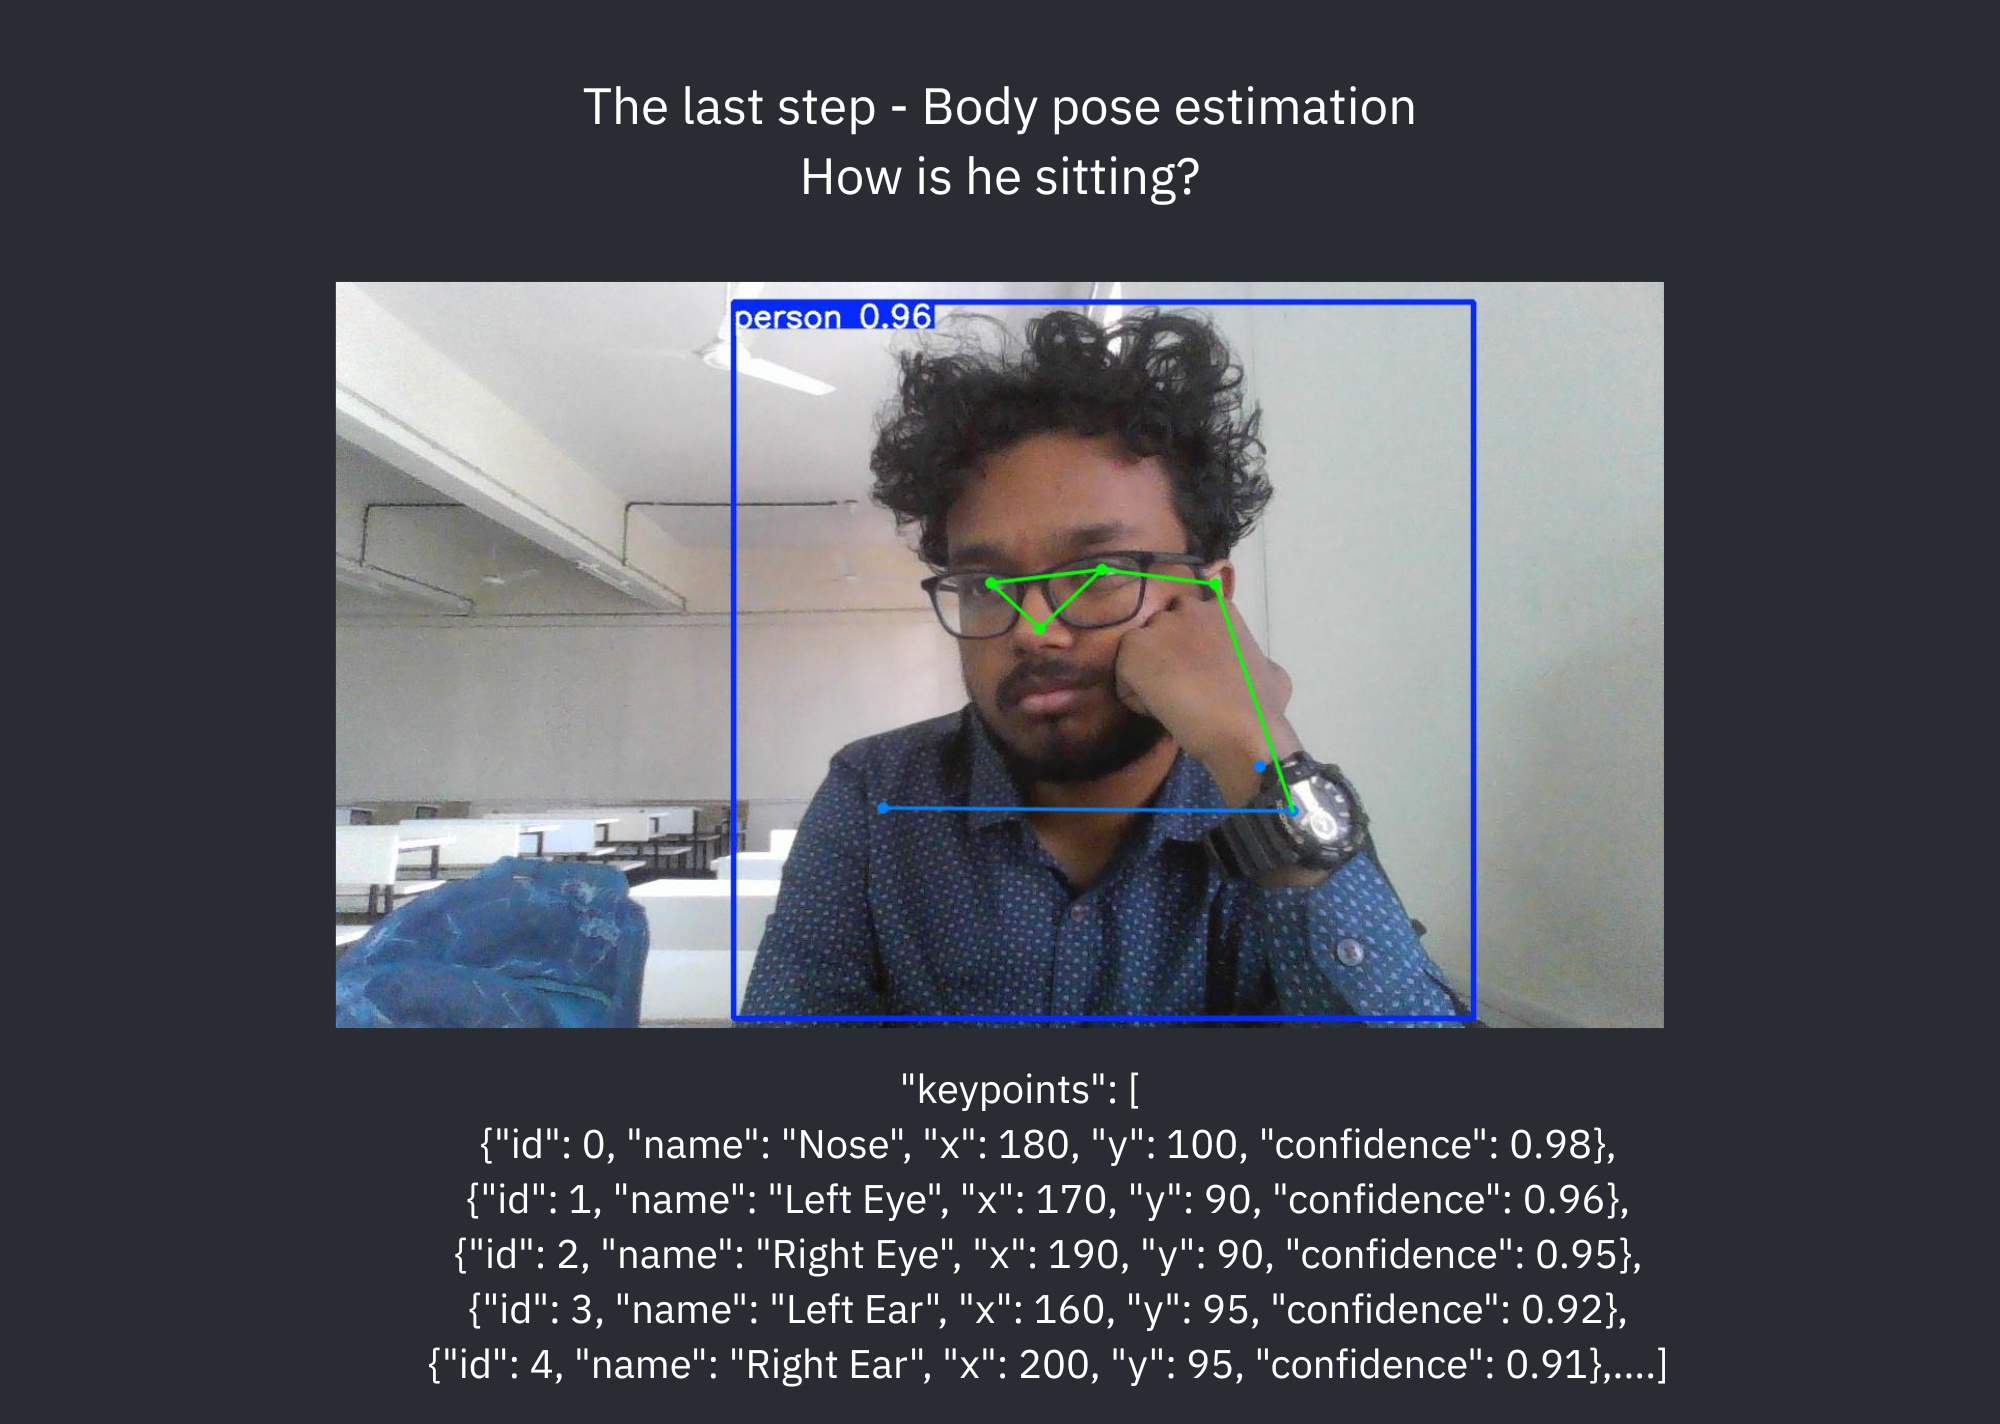 The last step - Body pose estimation
How is he sitting?
person 0.96
"keypoints": [
{"id": 0, "name": "Nose", "x": 180, "y": 100, "confidence": 0.98},
{"id": 1, "name": "Left Eye", "x": 170, "y": 90, "confidence": 0.96},
{"id": 2, "name": "Right Eye", "x": 190, "y": 90, "confidence": 0.95},
{"id": 3, "name": "Left Ear", "x": 160, "y": 95, "confidence": 0.92},
{"id": 4, "name": "Right Ear", "x": 200, "y": 95, "confidence": 0.91},....]